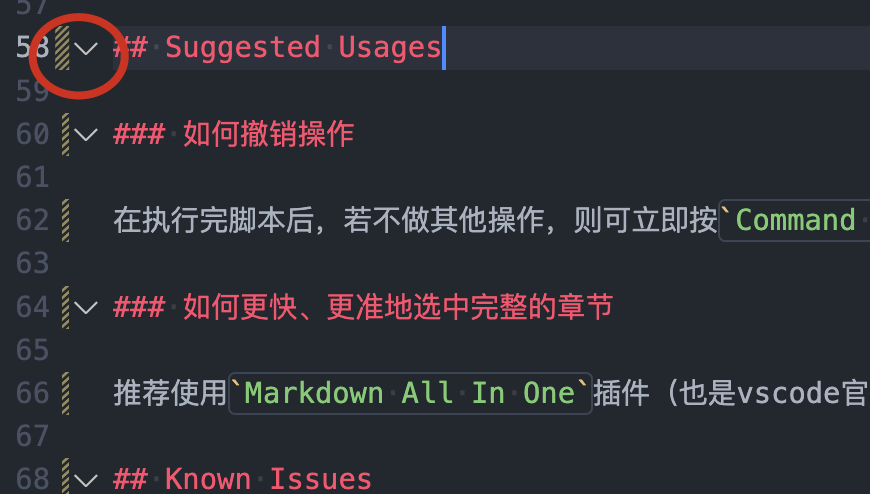 57
58 ## Suggested Usages
59
60 ### 如何撤销操作
61
62 在执行完脚本后，若不做其他操作，则可立即按`Command
63
64 ### 如何更快、更准地选中完整的章节
65
66 推荐使用`Markdown All In One`插件（也是vscode官
67
68 ## Known Issues